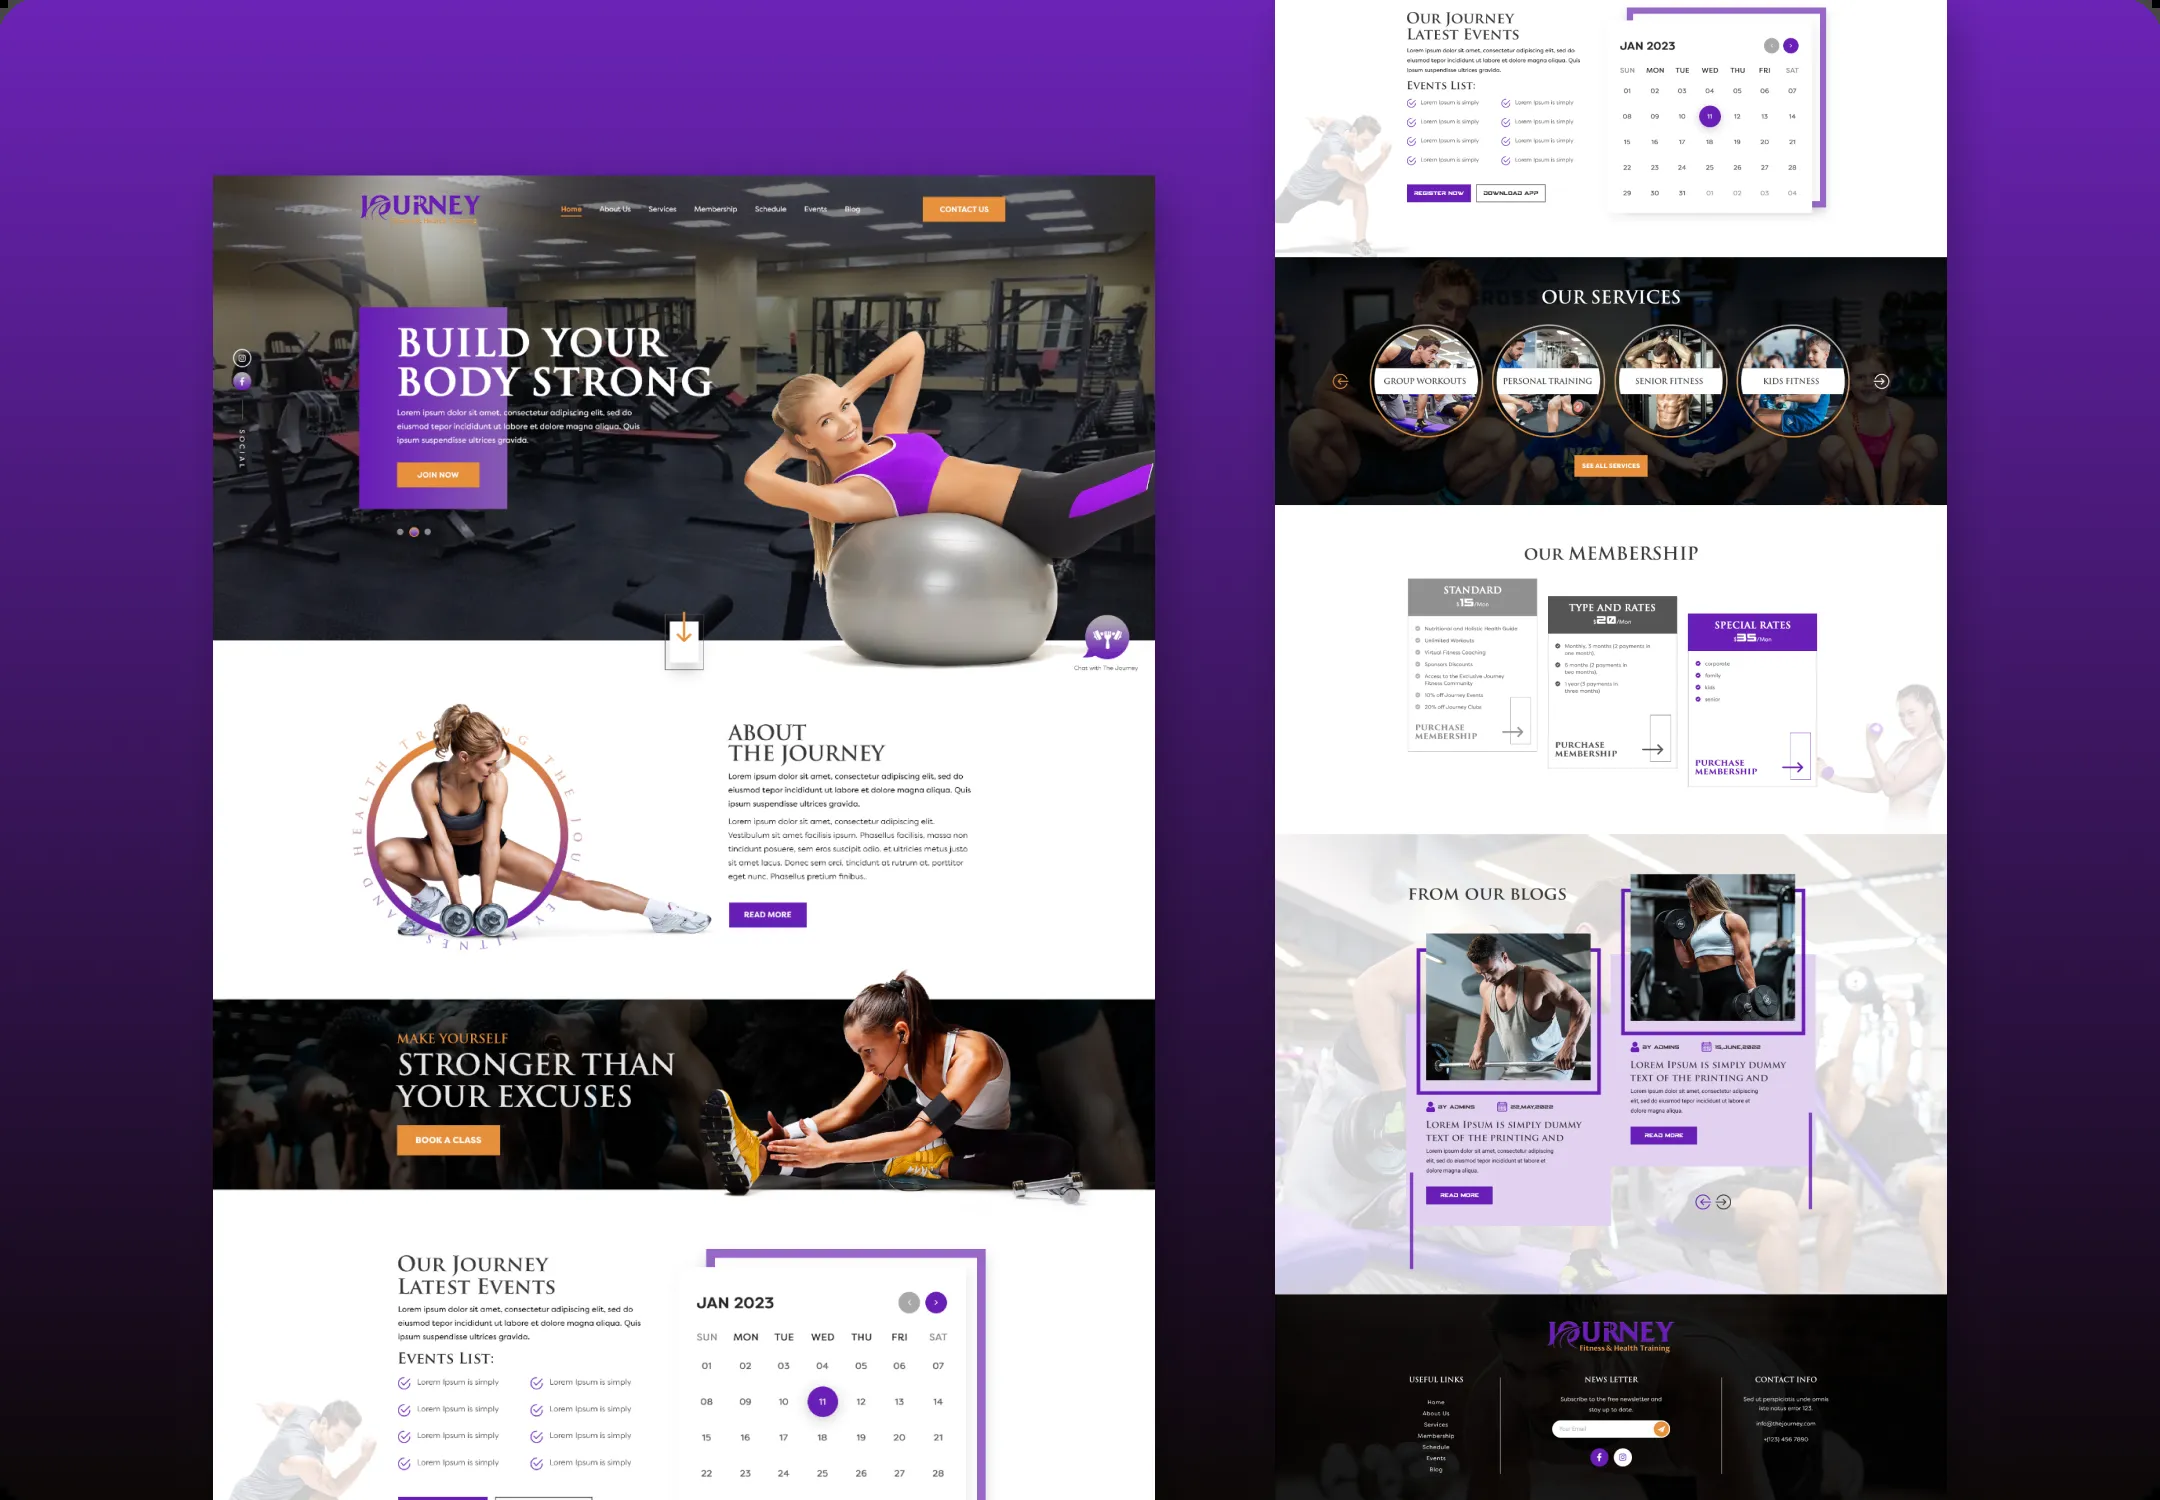 JOURNEY
Home About Us Services Membership Schedule Events Blog
CONTACT US
BUILD YOUR
BODY STRONG
Lorem ipsum dolor sit amet, consectetur adipiscing elit, sed do
eiusmod tepor incididunt ut labore et dolore magna aliqua. Quis
ipsum suspendisse ultrices gravida.
JOIN NOW
SOCIAL
Chat with The Journey
HEALTH TR NG THE JOU EY FITNESS AND
ABOUT
THE JOURNEY
Lorem ipsum dolor sit amet, consectetur adipiscing elit, sed do
eiusmod tepor incididunt ut labore et dolore magna aliqua. Quis
ipsum suspendisse ultrices gravida.
Lorem ipsum dolor sit amet, consectetur adipiscing elit.
Vestibulum sit amet facilisis ipsum. Phasellus facilisis, massa non
tincidunt posuere, sem eros suscipit odio, et ultricies metus justo
sit amet lacus. Donec sem orci, tincidunt at rutrum at, porttitor
eget nunc. Phasellus pretium finibus.
READ MORE
MAKE YOURSELF
STRONGER THAN
YOUR EXCUSES
BOOK A CLASS
OUR JOURNEY
LATEST EVENTS
Lorem ipsum dolor sit amet, consectetur adipiscing elit, sed do
eiusmod tepor incididunt ut labore et dolore magna aliqua. Quis
ipsum suspendisse ultrices gravida.
EVENTS LIST:
Lorem Ipsum is simply Lorem Ipsum is simply
Lorem Ipsum is simply Lorem Ipsum is simply
Lorem Ipsum is simply Lorem Ipsum is simply
Lorem Ipsum is simply Lorem Ipsum is simply
JAN 2023
SUN MON TUE WED THU FRI SAT
01 02 03 04 05 06 07
08 09 10 11 12 13 14
15 16 17 18 19 20 21
22 23 24 25 26 27 28
OUR JOURNEY
LATEST EVENTS
Lorem ipsum dolor sit amet, consectetur adipiscing elit, sed do
eiusmod tepor incididunt ut labore et dolore magna aliqua. Quis
ipsum suspendisse ultrices gravida.
EVENTS LIST:
Lorem Ipsum is simply Lorem Ipsum is simply
Lorem Ipsum is simply Lorem Ipsum is simply
Lorem Ipsum is simply Lorem Ipsum is simply
Lorem Ipsum is simply Lorem Ipsum is simply
REGISTER NOW DOWNLOAD APP
JAN 2023
SUN MON TUE WED THU FRI SAT
01 02 03 04 05 06 07
08 09 10 11 12 13 14
15 16 17 18 19 20 21
22 23 24 25 26 27 28
29 30 31 01 02 03 04
OUR SERVICES
GROUP WORKOUTS PERSONAL TRAINING SENIOR FITNESS KIDS FITNESS
SEE ALL SERVICES
OUR MEMBERSHIP
STANDARD
$15/Mon
Nutritional and Holistic Health Guide
Unlimited Workouts
Virtual Fitness Coaching
Sponsors Discounts
Access to the Exclusive Journey
Fitness Community
10% off Journey Events
20% off Journey Clubs
PURCHASE
MEMBERSHIP
TYPE AND RATES
$20/Mon
Monthly, 3 months (2 payments in
one month),
6 months (2 payments in
two months),
1 year (3 payments in
three months)
PURCHASE
MEMBERSHIP
SPECIAL RATES
$35/Mon
corporate
family
kids
senior
PURCHASE
MEMBERSHIP
FROM OUR BLOGS
BY ADMINS 22,MAY,2022
LOREM IPSUM IS SIMPLY DUMMY
TEXT OF THE PRINTING AND
Lorem ipsum dolor sit amet, consectetur adipiscing
elit, sed do eiusmod tepor incididunt ut labore et
dolore magna aliqua.
READ MORE
BY ADMINS 15,JUNE,2022
LOREM IPSUM IS SIMPLY DUMMY
TEXT OF THE PRINTING AND
Lorem ipsum dolor sit amet, consectetur adipiscing
elit, sed do eiusmod tepor incididunt ut labore et
dolore magna aliqua.
READ MORE
JOURNEY
Fitness & Health Training
USEFUL LINKS
Home
About Us
Services
Membership
Schedule
Events
Blog
NEWS LETTER
Subscribe to the free newsletter and
stay up to date.
Your Email
CONTACT INFO
Sed ut perspiciatis unde omnis
iste natus error 123.
info@thejourney.com
+(123) 456 7890